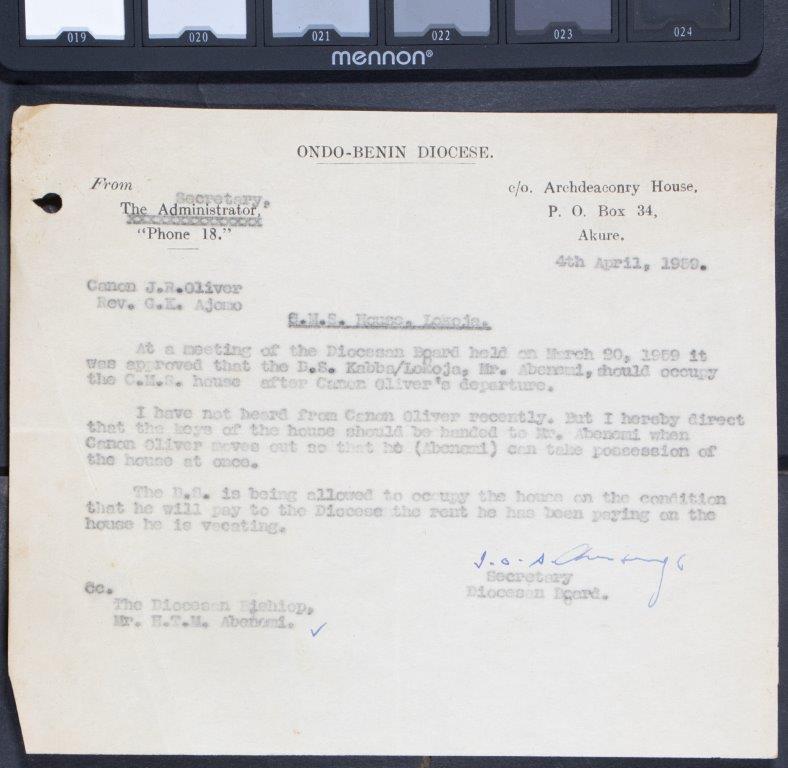 019 020 021 022 023 024
mennon®
ONDO-BENIN DIOCESE.
From
Secretary,
The Administrator,
"Phone 18."
c/o. Archdeaconry House,
P. O. Box 34,
Akure.
4th April, 1959.
Canon J.R.Oliver
Rev. G.K. Ajomo
C.M.S. House, Lokoja.
At a meeting of the Diocesan Board held on March 20, 1959 it
was approved that the D.S. Kabba/Lokoja, Mr. Abenomi, should occupy
the C.M.S. house after Canon Oliver's departure.
I have not heard from Canon Oliver recently. But I hereby direct
that the keys of the house should be handed to Mr. Abenomi when
Canon Oliver moves out so that he (Abenomi) can take possession of
the house at once.
The D.S. is being allowed to occupy the house on the condition
that he will pay to the Diocese the rent he has been paying on the
house he is vacating.
Secretary
Diocesan Board.
cc.
The Diocesan Bishiop,
Mr. H.T.M. Abenomi.